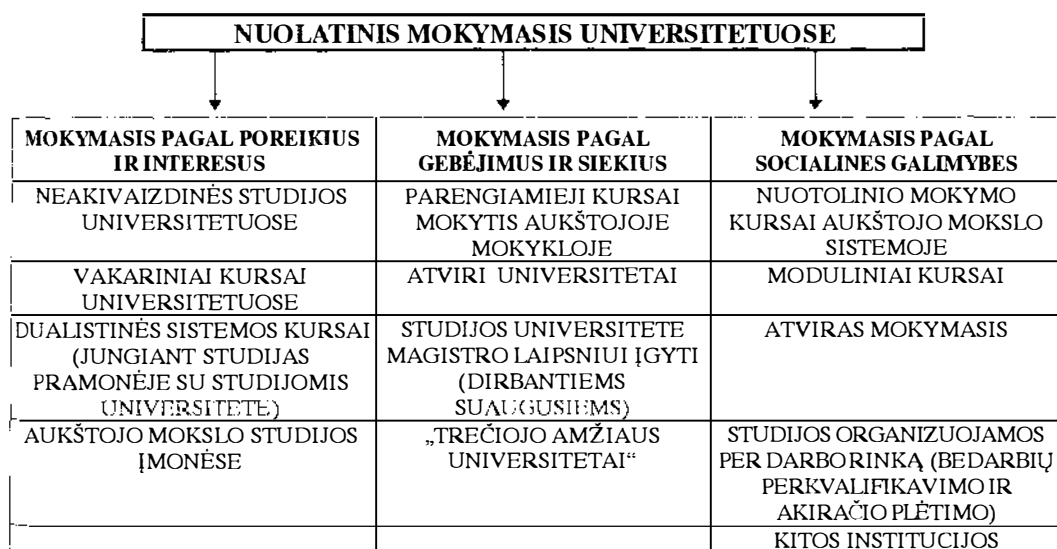 NUOLATINIS MOKYMASIS UNIVERSITETUOSE
MOKYMASIS PAGAL POREIKIUS
IR INTERESUS
MOKYMASIS PAGAL
GEBĖJIMUS IR SIEKIUS
MOKYMASIS PAGAL
SOCIALINES GALIMYBES
NEAKIVAIZDINĖS STUDIJOS
UNIVERSITETUOSE
PARENGIAMIEJI KURSAI
MOKYTIS AUKŠTOJOJE
MOKYKLOJE
NUOTOLINIO MOKYMO
KURSAI AUKŠTOJO MOKSLO
SISTEMOJE
VAKARINIAI KURSAI
UNIVERSITETUOSE
ATVIRI UNIVERSITETAI
MODULINIAI KURSAI
DUALISTINĖS SISTEMOS KURSAI
(JUNGIANT STUDIJAS
PRAMONĖJE SU STUDIJOMIS
UNIVERSITETE)
STUDIJOS UNIVERSITETE
MAGISTRO LAIPSNIUI ĮGYTI
(DIRBANTIEMS
SUAUGUSIEMS)
ATVIRAS MOKYMASIS
AUKŠTOJO MOKSLO STUDIJOS
ĮMONĖSE
„TREČIOJO AMŽIAUS
UNIVERSITETAI“
STUDIJOS ORGANIZUOJAMOS
PER DARBO RINKĄ (BEDARBIŲ
PERKVALIFIKAVIMO IR
AKIRAČIO PLĖTIMO)
KITOS INSTITUCIJOS